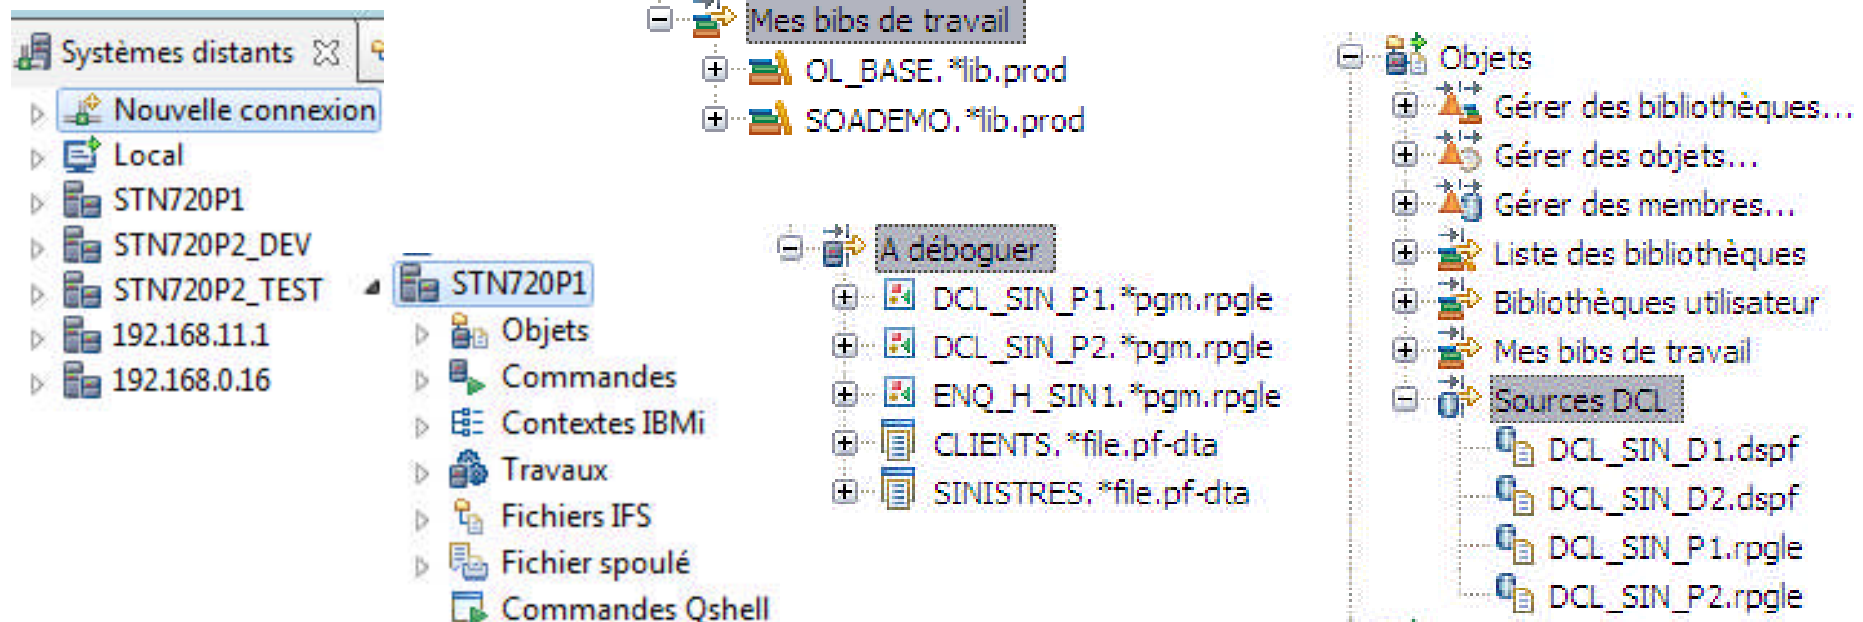 Systèmes distants
Nouvelle connexion
Local
STN720P1
STN720P2_DEV
STN720P2_TEST
192.168.11.1
192.168.0.16
STN720P1
Objets
Commandes
Contextes IBMi
Travaux
Fichiers IFS
Fichier spoulé
Commandes Qshell
Mes bibs de travail
OL_BASE.*lib.prod
SOADEMO.*lib.prod
A déboguer
DCL_SIN_P1.*pgm.rpgle
DCL_SIN_P2.*pgm.rpgle
ENQ_H_SIN1.*pgm.rpgle
CLIENTS.*file.pf-dta
SINISTRES.*file.pf-dta
Objets
Gérer des bibliothèques...
Gérer des objets...
Gérer des membres...
Liste des bibliothèques
Bibliothèques utilisateur
Mes bibs de travail
Sources DCL
DCL_SIN_D1.dspf
DCL_SIN_D2.dspf
DCL_SIN_P1.rpgle
DCL_SIN_P2.rpgle